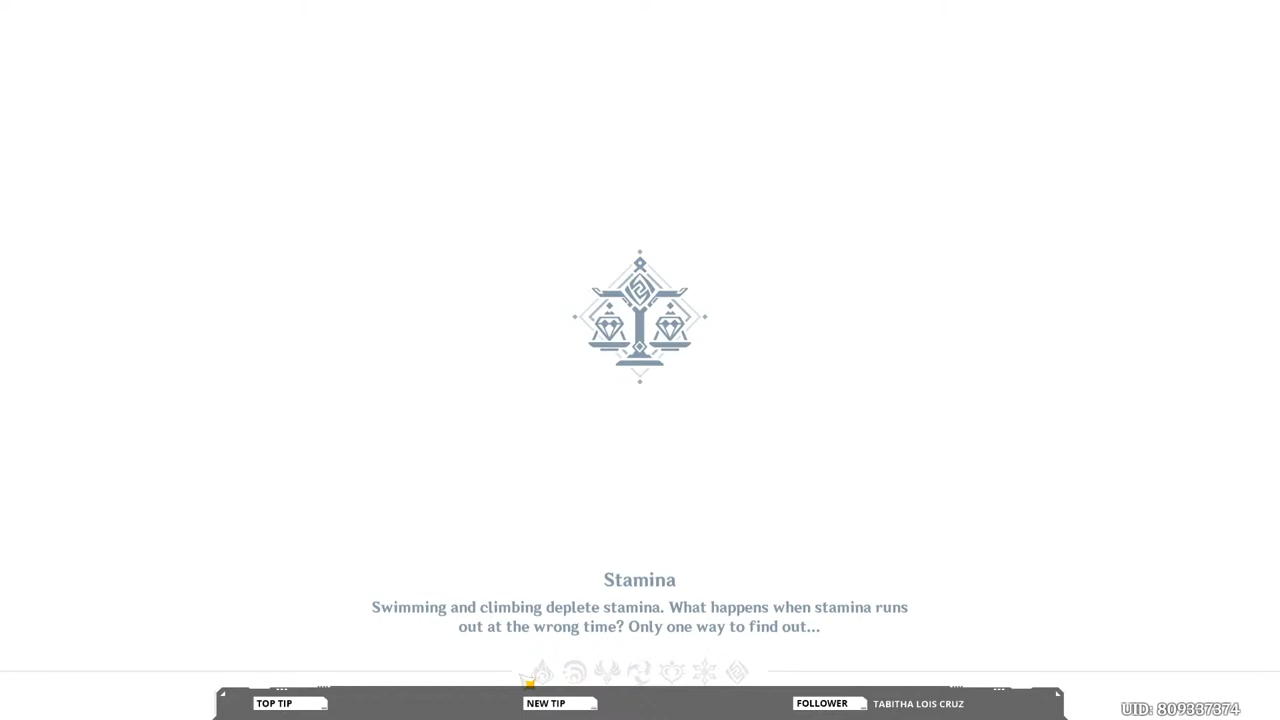 Stamina
Swimming and climbing deplete stamina. What happens when stamina runs
out at the wrong time? Only one way to find out...
TOP TIP
NEW TIP
FOLLOWER TABITHA LOIS CRUZ
UID: 809337374